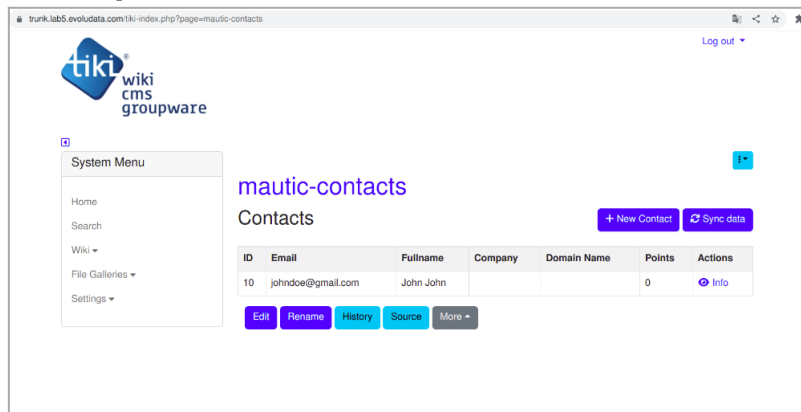 trunk.lab5.evoludata.com/tiki-index.php?page=mautic-contacts
Log out
tiki
wiki
cms
groupware
System Menu
Home
Search
Wiki
File Galleries
Settings
mautic-contacts
Contacts
+ New Contact
Sync data
ID Email Fullname Company Domain Name Points Actions
10 johndoe@gmail.com John John 0 Info
Edit Rename History Source More